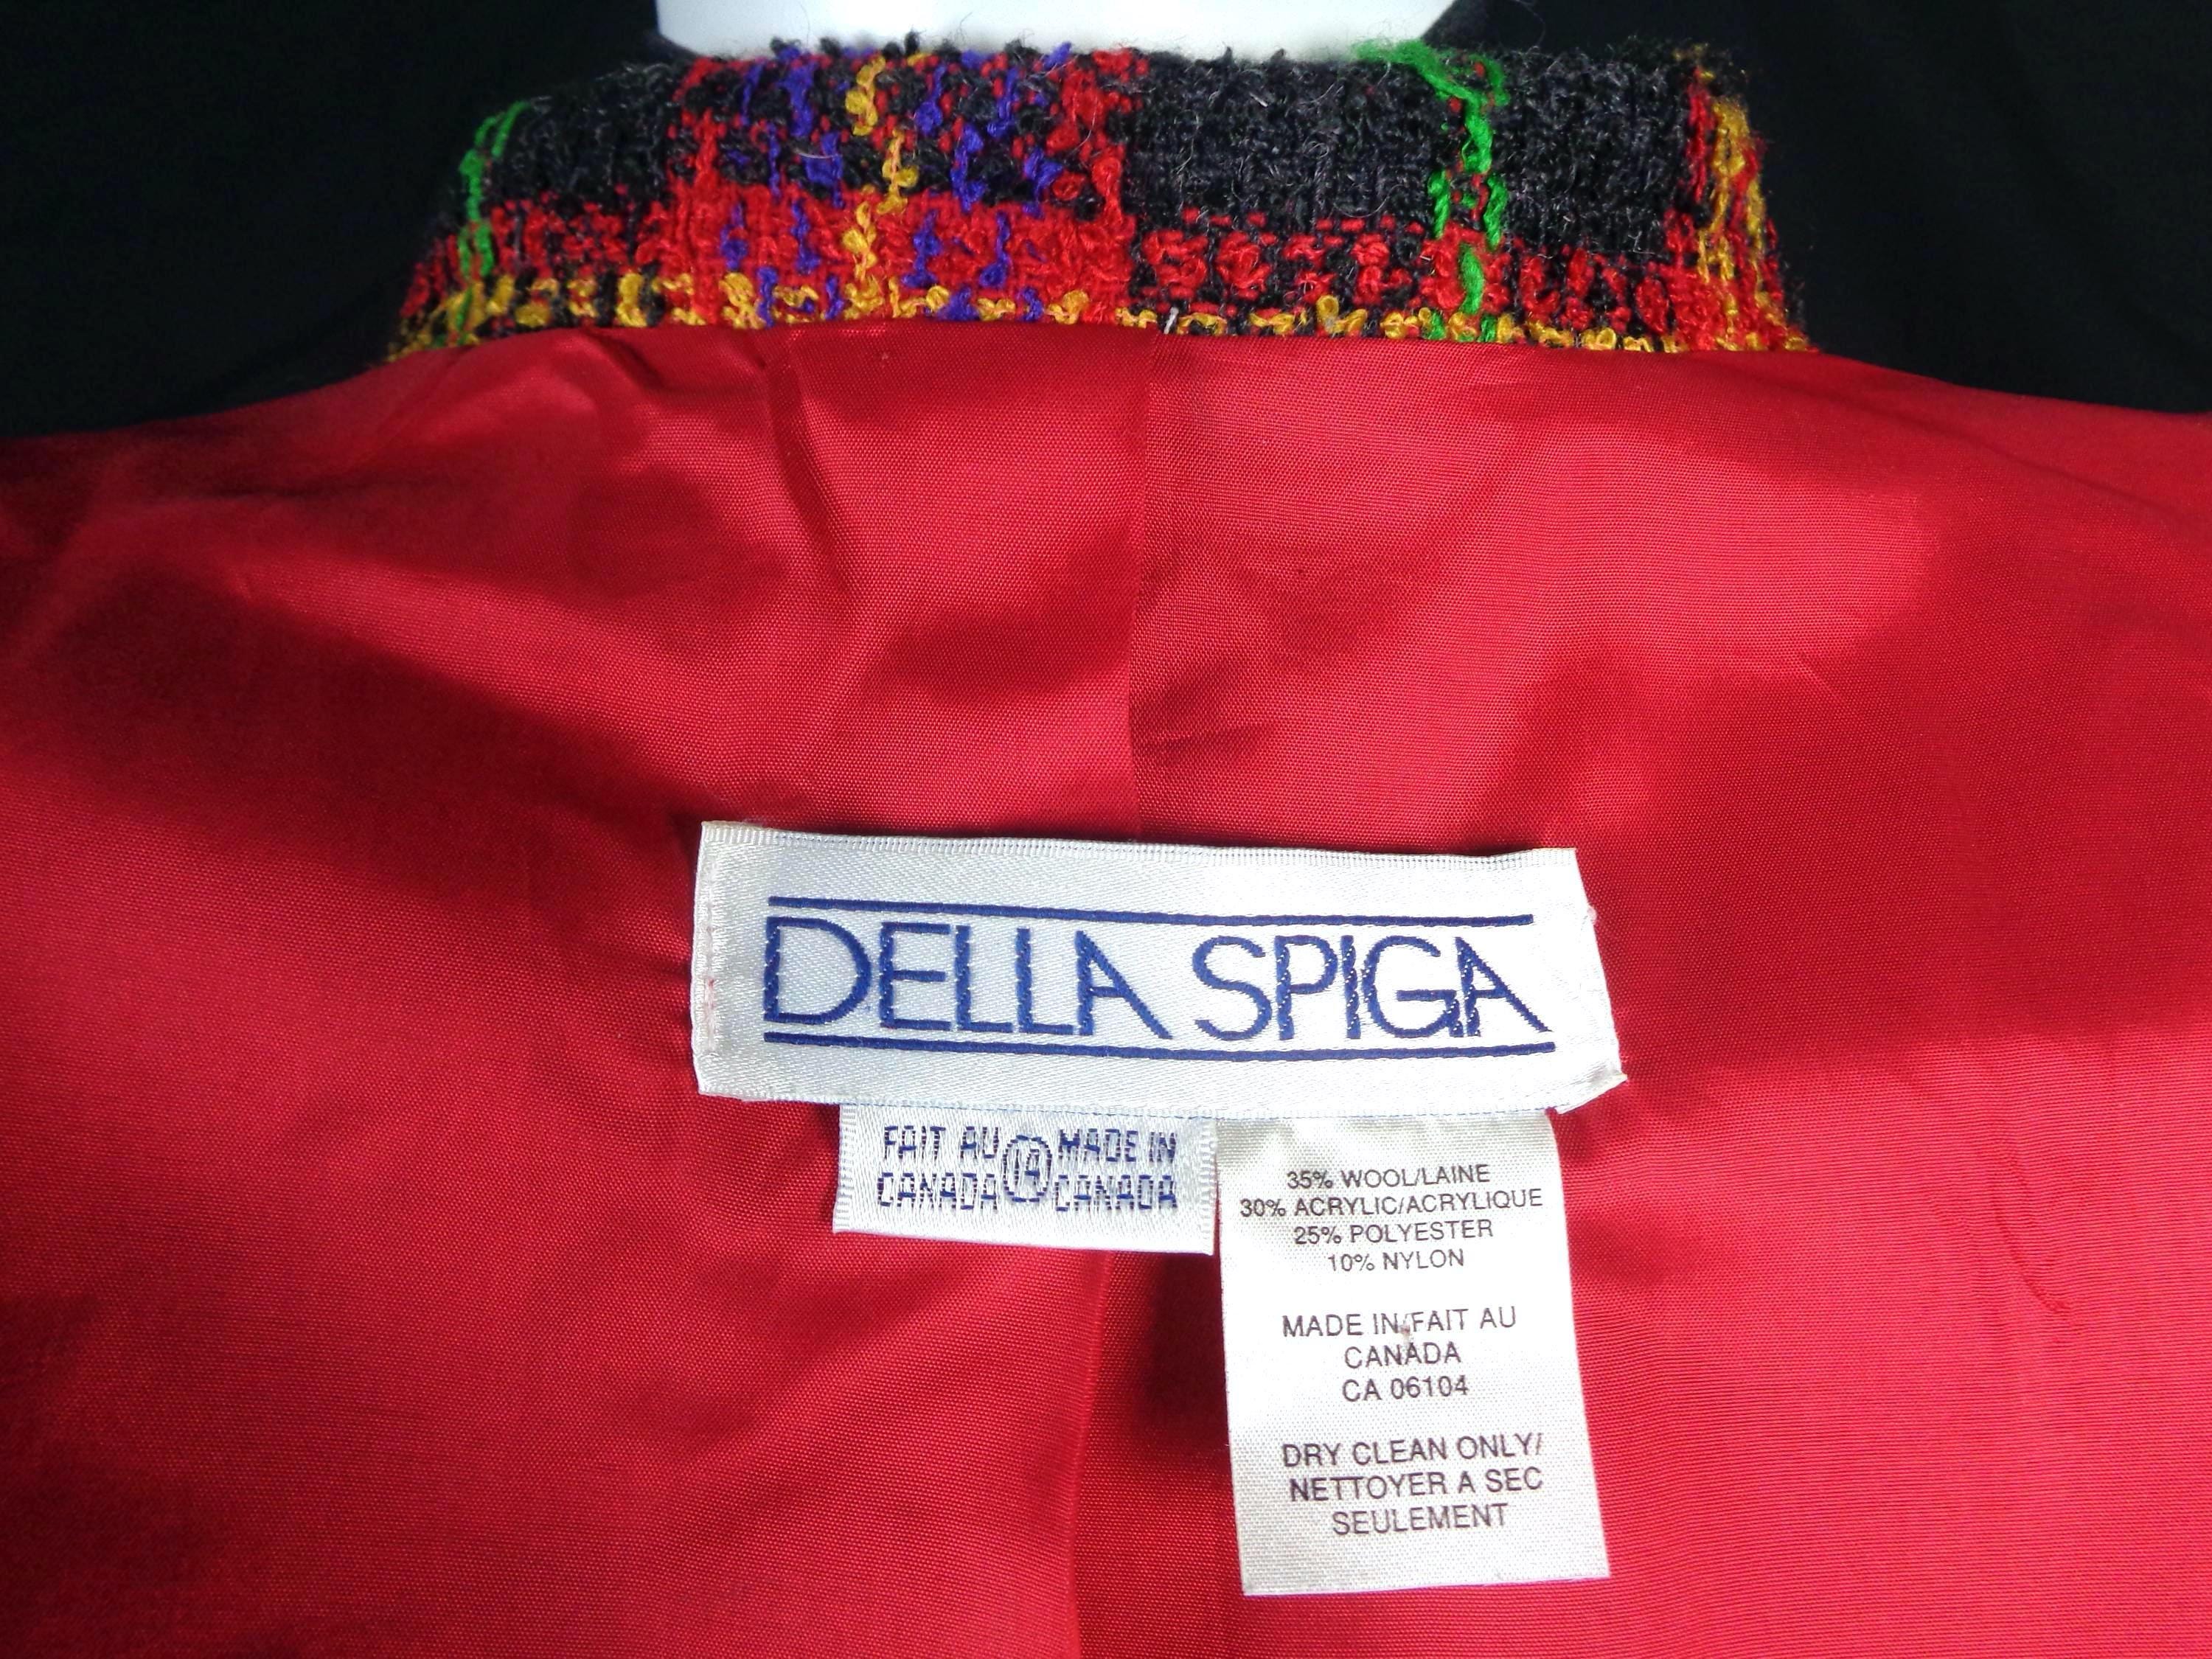 DELLA SPIGA
FAIT AU 14 MADE IN
CANADA CANADA
35% WOOL/LAINE
30% ACRYLIC/ACRYLIQUE
25% POLYESTER
10% NYLON
MADE IN/FAIT AU
CANADA
CA 06104
DRY CLEAN ONLY/
NETTOYER A SEC
SEULEMENT